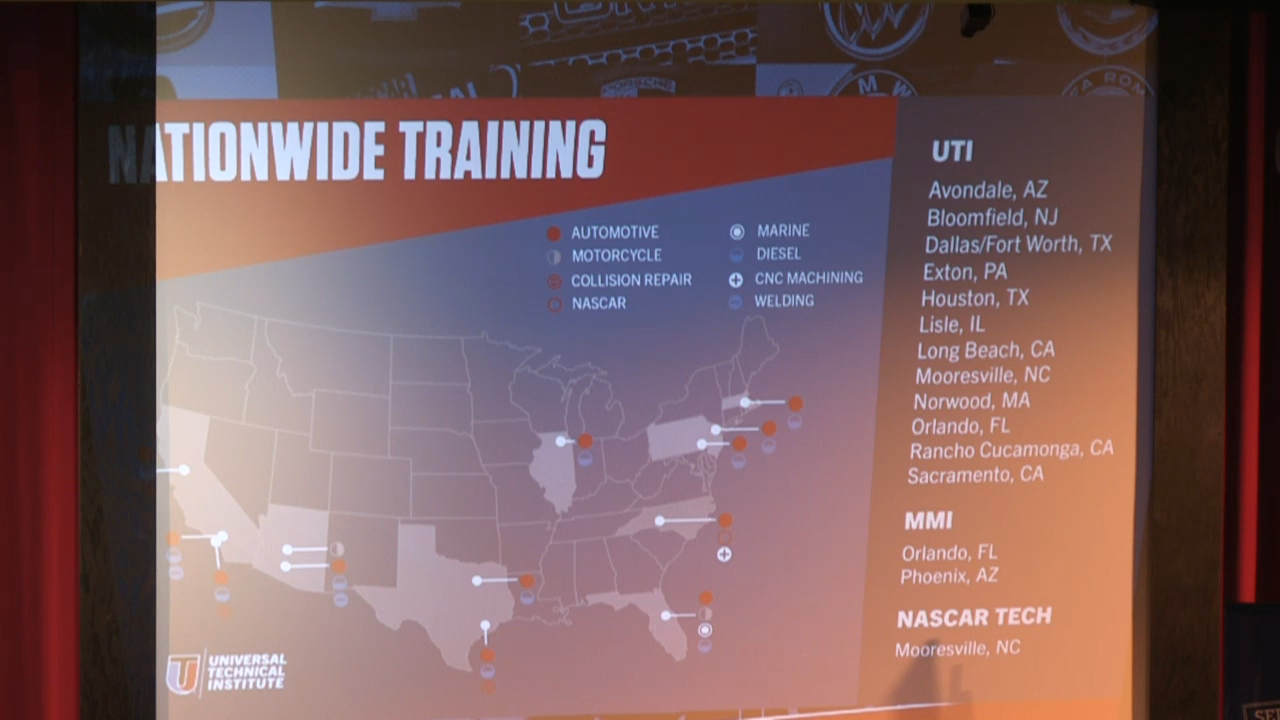 PORSCHE
NATIONWIDE TRAINING
AUTOMOTIVE
MOTORCYCLE
COLLISION REPAIR
NASCAR
MARINE
DIESEL
CNC MACHINING
WELDING
UTI
Avondale, AZ
Bloomfield, NJ
Dallas/Fort Worth, TX
Exton, PA
Houston, TX
Lisle, IL
Long Beach, CA
Mooresville, NC
Norwood, MA
Orlando, FL
Rancho Cucamonga, CA
Sacramento, CA
MMI
Orlando, FL
Phoenix, AZ
NASCAR TECH
Mooresville, NC
UNIVERSAL
TECHNICAL
INSTITUTE